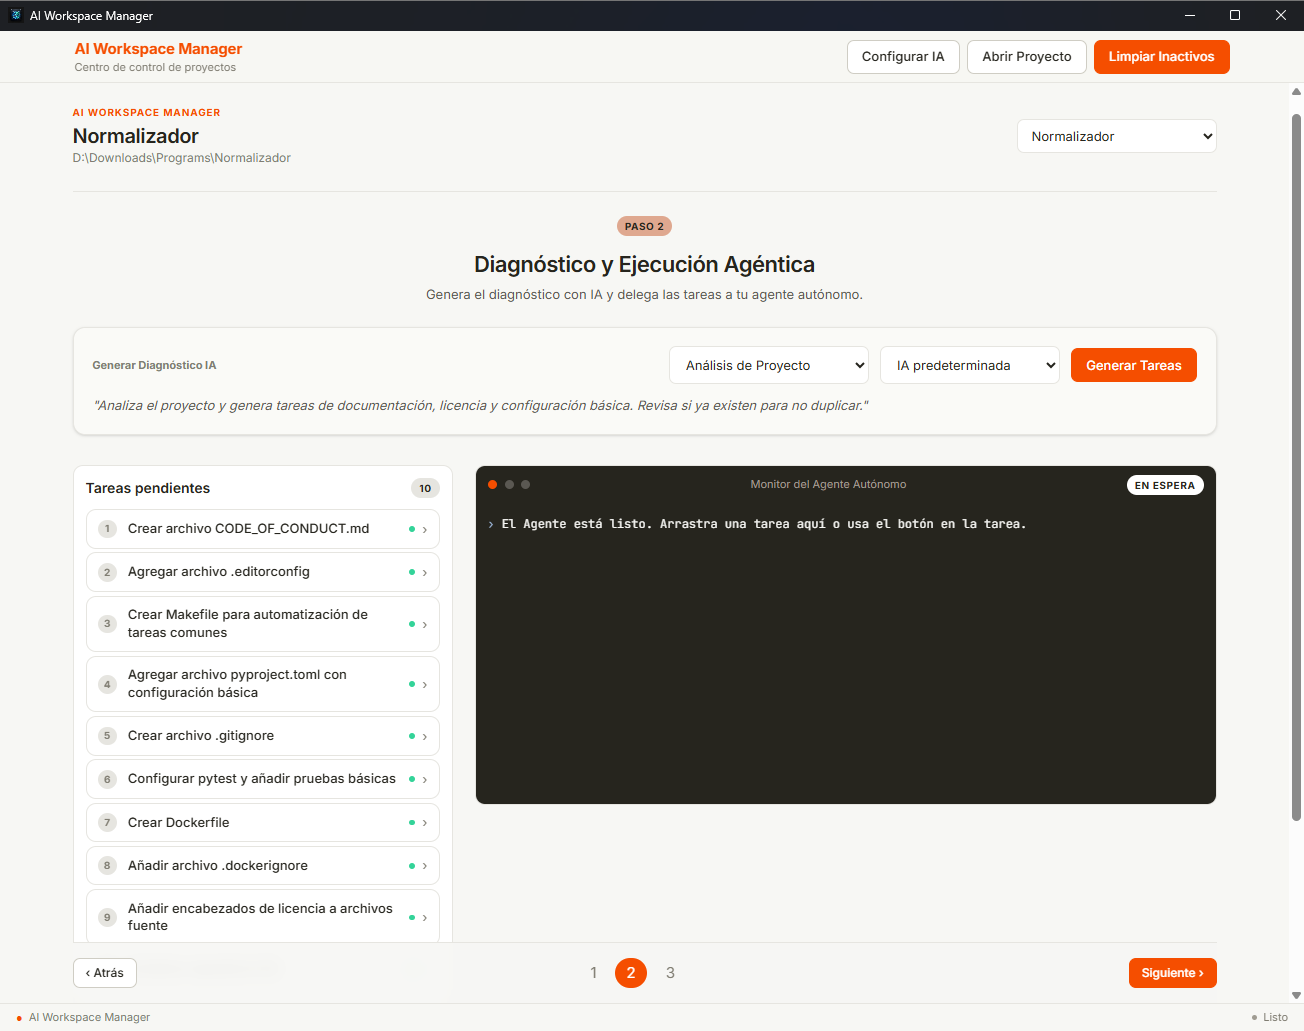 AI Workspace Manager
AI Workspace Manager
Centro de control de proyectos
Configurar IA
Abrir Proyecto
Limpiar Inactivos
AI WORKSPACE MANAGER
Normalizador
D:\Downloads\Programs\Normalizador
Normalizador
PASO 2
Diagnóstico y Ejecución Agéntica
Genera el diagnóstico con IA y delega las tareas a tu agente autónomo.
Generar Diagnóstico IA
Análisis de Proyecto
IA predeterminada
Generar Tareas
"Analiza el proyecto y genera tareas de documentación, licencia y configuración básica. Revisa si ya existen para no duplicar."
Tareas pendientes
10
1 Crear archivo CODE_OF_CONDUCT.md ›
2 Agregar archivo .editorconfig ›
3 Crear Makefile para automatización de
tareas comunes ›
4 Agregar archivo pyproject.toml con
configuración básica ›
5 Crear archivo .gitignore ›
6 Configurar pytest y añadir pruebas básicas ›
7 Crear Dockerfile ›
8 Añadir archivo .dockerignore ›
9 Añadir encabezados de licencia a archivos
fuente ›
Monitor del Agente Autónomo
EN ESPERA
› El Agente está listo. Arrastra una tarea aquí o usa el botón en la tarea.
‹ Atrás
1 2 3
Siguiente ›
AI Workspace Manager
Listo